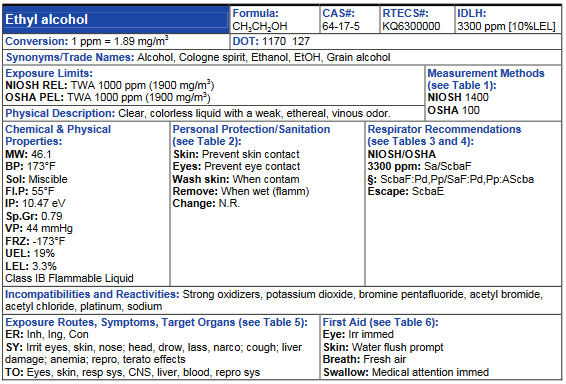 Ethyl alcohol
Formula:
CH₃CH₂OH
CAS#:
64-17-5
RTECS#:
KQ6300000
IDLH:
3300 ppm [10%LEL]
Conversion: 1 ppm = 1.89 mg/m³
DOT: 1170 127
Synonyms/Trade Names: Alcohol, Cologne spirit, Ethanol, EtOH, Grain alcohol
Exposure Limits:
NIOSH REL: TWA 1000 ppm (1900 mg/m³)
OSHA PEL: TWA 1000 ppm (1900 mg/m³)
Measurement Methods
(see Table 1):
NIOSH 1400
OSHA 100
Physical Description: Clear, colorless liquid with a weak, ethereal, vinous odor.
Chemical & Physical
Properties:
MW: 46.1
BP: 173°F
Sol: Miscible
Fl.P: 55°F
IP: 10.47 eV
Sp.Gr: 0.79
VP: 44 mmHg
FRZ: -173°F
UEL: 19%
LEL: 3.3%
Class IB Flammable Liquid
Personal Protection/Sanitation
(see Table 2):
Skin: Prevent skin contact
Eyes: Prevent eye contact
Wash skin: When contam
Remove: When wet (flamm)
Change: N.R.
Respirator Recommendations
(see Tables 3 and 4):
NIOSH/OSHA
3300 ppm: Sa/ScbaF
§: ScbaF:Pd,Pp/SaF:Pd,Pp:AScba
Escape: ScbaE
Incompatibilities and Reactivities: Strong oxidizers, potassium dioxide, bromine pentafluoride, acetyl bromide,
acetyl chloride, platinum, sodium
Exposure Routes, Symptoms, Target Organs (see Table 5):
ER: Inh, Ing, Con
SY: Irrit eyes, skin, nose; head, drow, lass, narco; cough; liver
damage; anemia; repro, terato effects
TO: Eyes, skin, resp sys, CNS, liver, blood, repro sys
First Aid (see Table 6):
Eye: Irr immed
Skin: Water flush prompt
Breath: Fresh air
Swallow: Medical attention immed